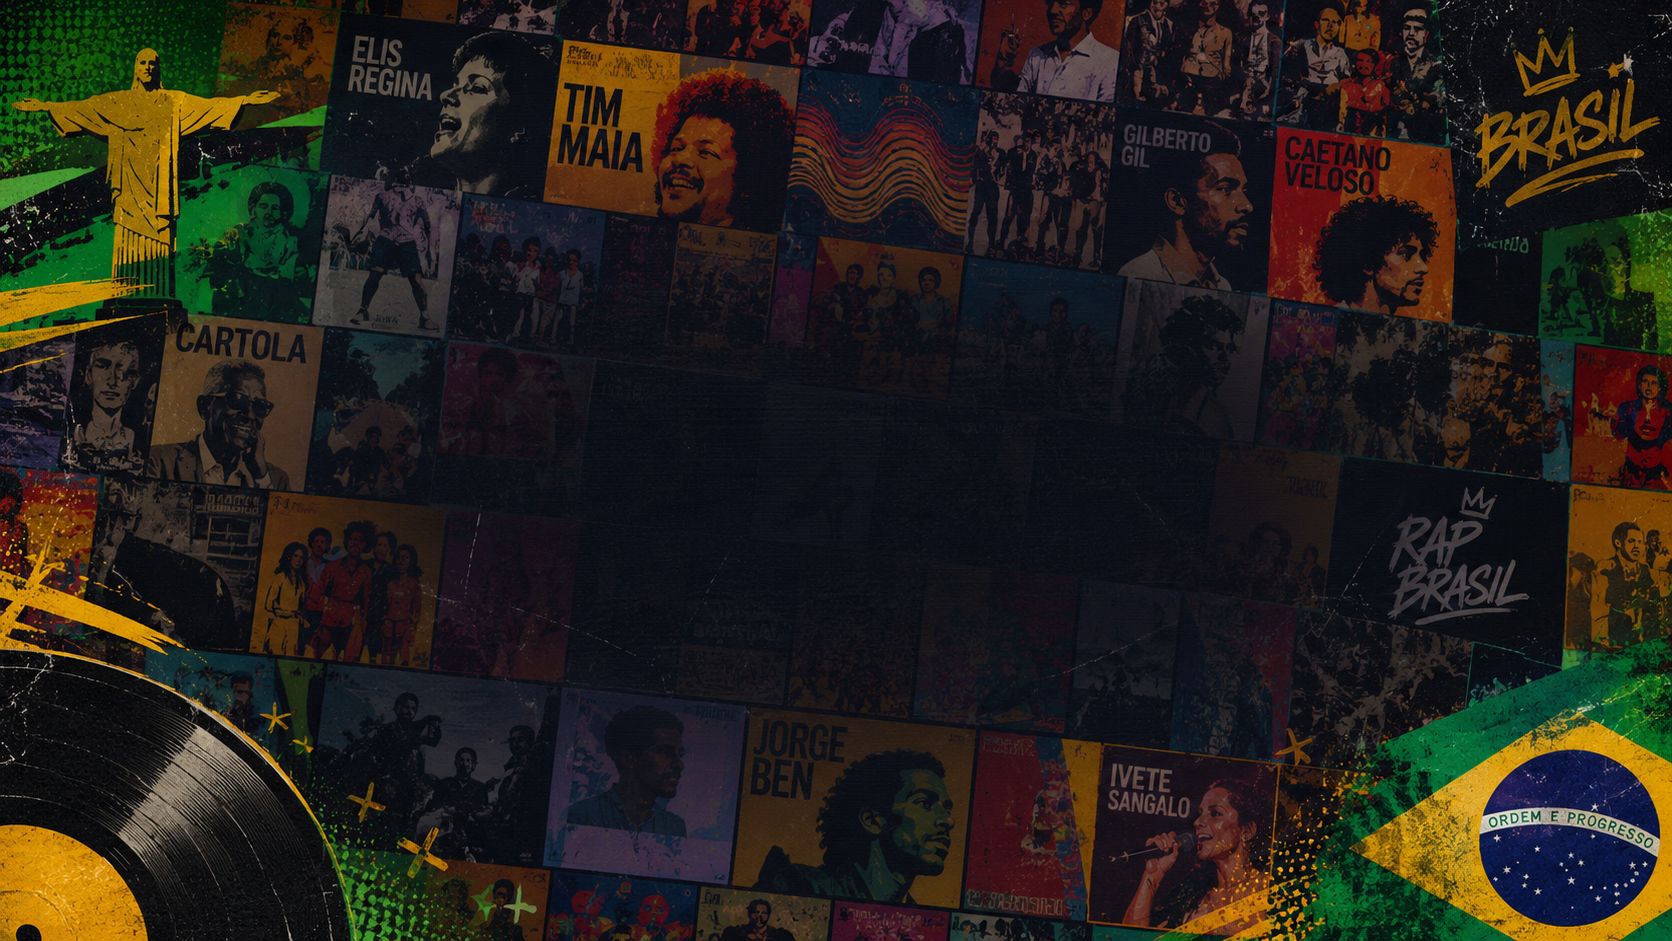 ELIS
REGINA
TIM
MAIA
GILBERTO
GIL
CAETANO
VELOSO
BRASIL
CARTOLA
RAP
BRASIL
JORGE
BEN
IVETE
SANGALO
ORDEM E PROGRESSO